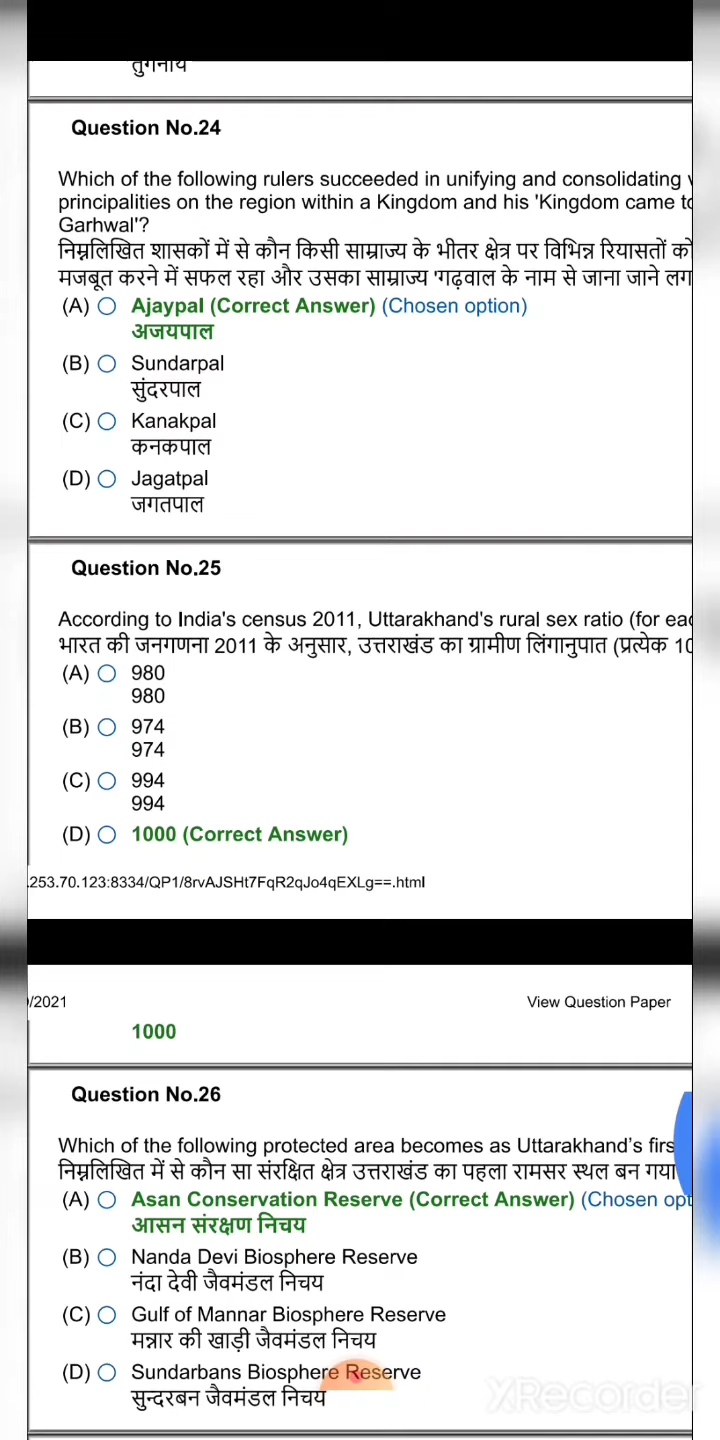 तुंगनाथ
Question No.24
Which of the following rulers succeeded in unifying and consolidating
principalities on the region within a Kingdom and his 'Kingdom came to
Garhwal'?
निम्नलिखित शासकों में से कौन किसी साम्राज्य के भीतर क्षेत्र पर विभिन्न रियासतों को
मजबूत करने में सफल रहा और उसका साम्राज्य 'गढ़वाल के नाम से जाना जाने लग
(A) Ajaypal (Correct Answer) (Chosen option)
अजयपाल
(B) Sundarpal
सुंदरपाल
(C) Kanakpal
कनकपाल
(D) Jagatpal
जगतपाल
Question No.25
According to India's census 2011, Uttarakhand's rural sex ratio (for eac
भारत की जनगणना 2011 के अनुसार, उत्तराखंड का ग्रामीण लिंगानुपात (प्रत्येक 10
(A) 980
980
(B) 974
974
(C) 994
994
(D) 1000 (Correct Answer)
.253.70.123:8334/QP1/8rvAJSHt7FqR2qJo4qEXLg==.html
/2021 View Question Paper
1000
Question No.26
Which of the following protected area becomes as Uttarakhand's firs
निम्नलिखित में से कौन सा संरक्षित क्षेत्र उत्तराखंड का पहला रामसर स्थल बन गया
(A) Asan Conservation Reserve (Correct Answer) (Chosen opt
आसन संरक्षण निचय
(B) Nanda Devi Biosphere Reserve
नंदा देवी जैवमंडल निचय
(C) Gulf of Mannar Biosphere Reserve
मन्नार की खाड़ी जैवमंडल निचय
(D) Sundarbans Biosphere Reserve
सुन्दरबन जैवमंडल निचय
XRecorder